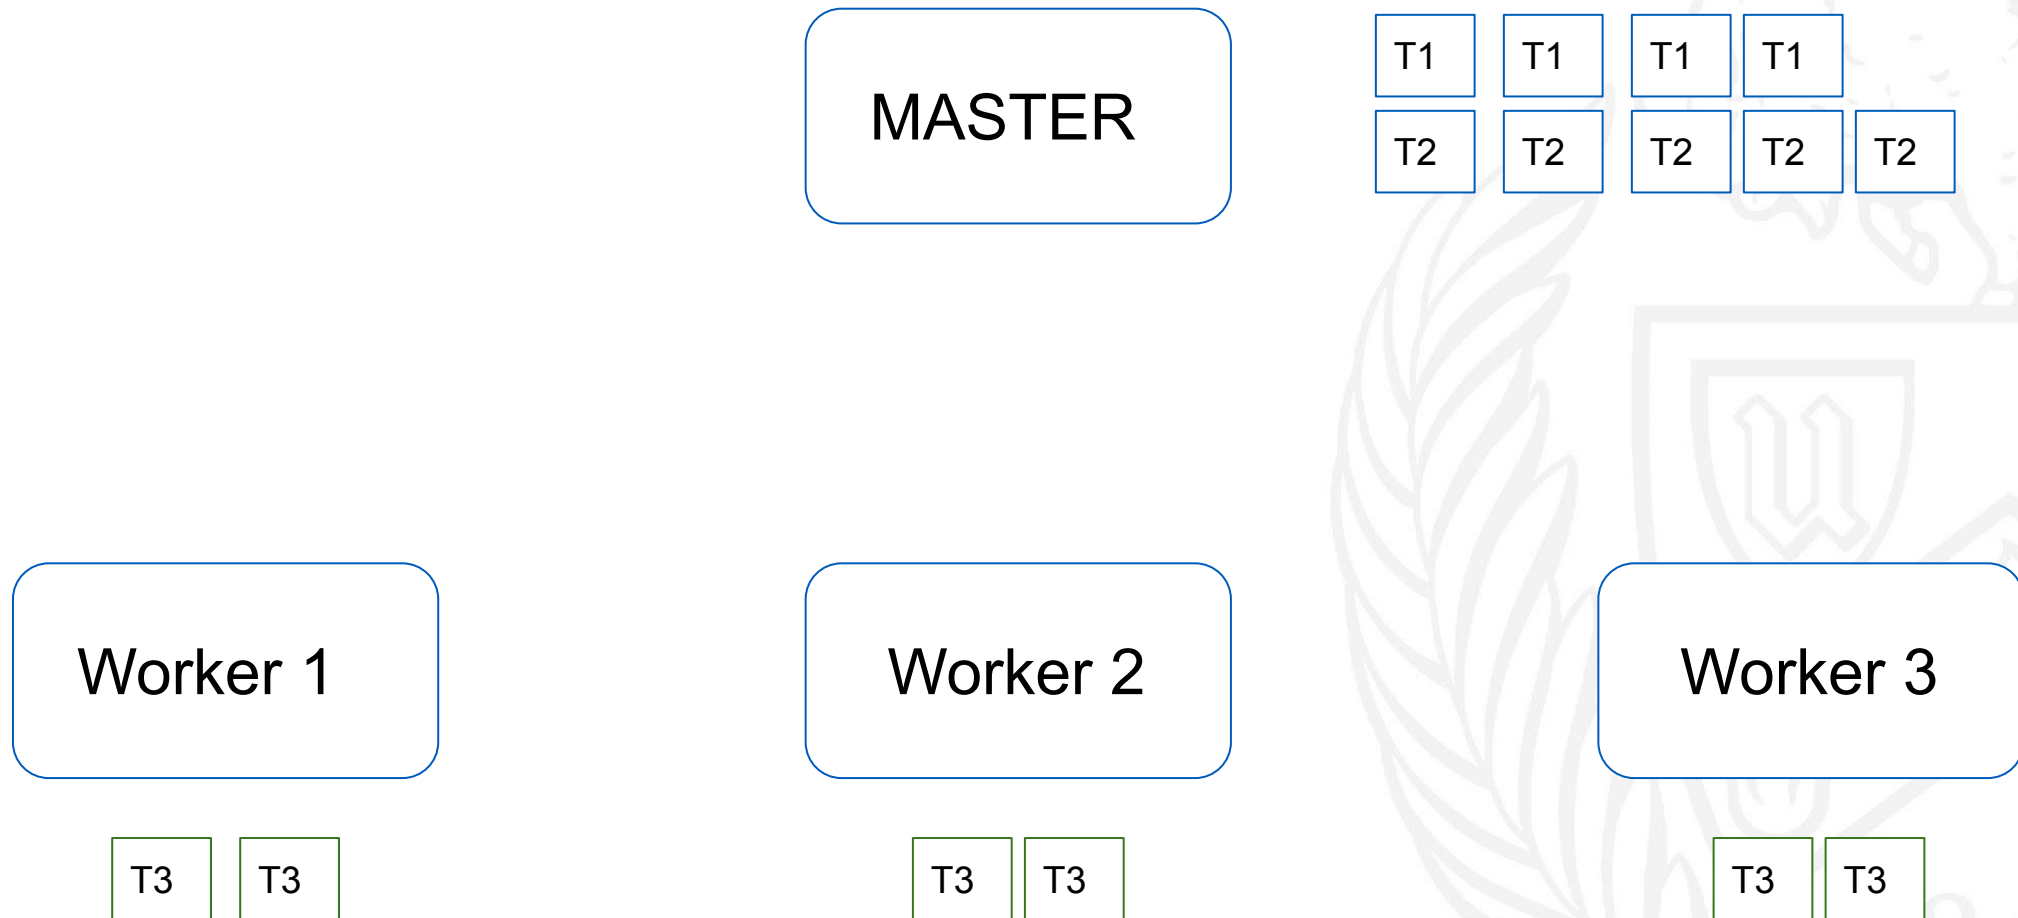 T1 T1 T1 T1
MASTER
T2 T2 T2 T2 T2
Worker 1 Worker 2 Worker 3
T3 T3 T3 T3 T3 T3